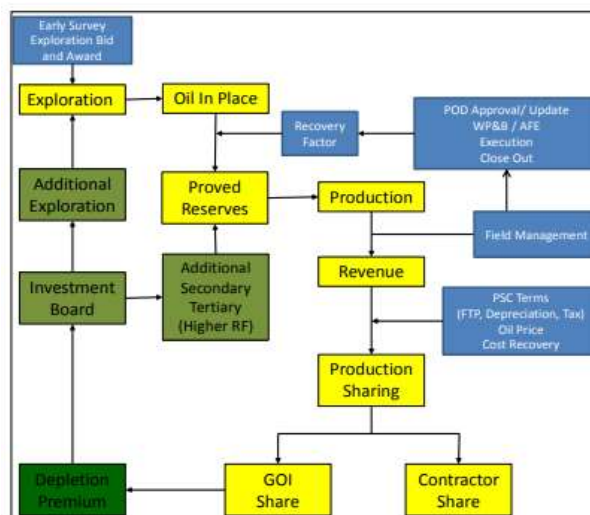 Early Survey
Exploration Bid
and Award
Exploration
Oil In Place
Recovery
Factor
POD Approval/ Update
WP&B / AFE
Execution
Close Out
Additional
Exploration
Proved
Reserves
Production
Field Management
Investment
Board
Additional
Secondary
Tertiary
(Higher RF)
Revenue
PSC Terms
(FTP, Depreciation, Tax)
Oil Price
Cost Recovery
Production
Sharing
Depletion
Premium
GOI
Share
Contractor
Share